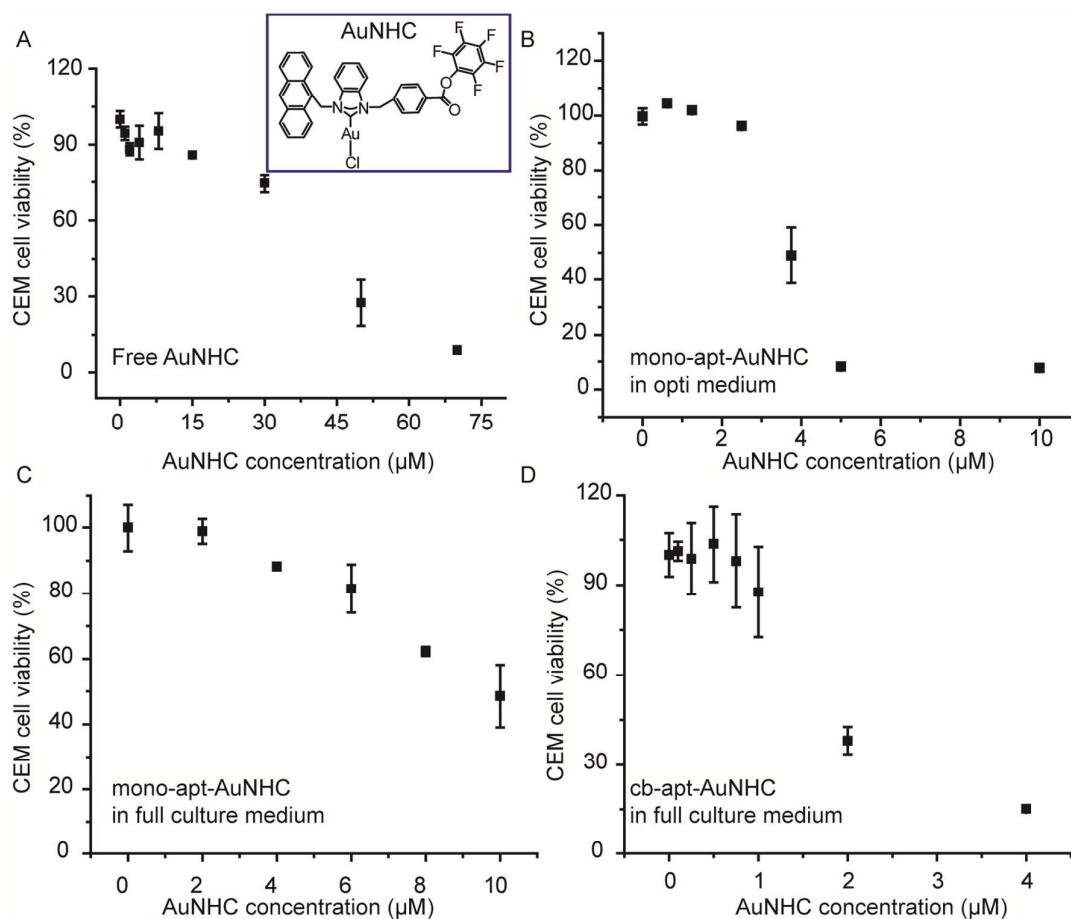 A
AuNHC
F
F
F
F
F
O
O
N
N
Au
Cl
120
90
60
30
0
CEM cell viability (%)
Free AuNHC
0 15 30 45 60 75
AuNHC concentration (µM)
B
120
100
80
60
40
20
0
CEM cell viability (%)
mono-apt-AuNHC
in opti medium
0 2 4 6 8 10
AuNHC concentration (µM)
C
100
80
60
40
20
0
CEM cell viability (%)
mono-apt-AuNHC
in full culture medium
0 2 4 6 8 10
AuNHC concentration (µM)
D
120
90
60
30
0
CEM cell viability (%)
cb-apt-AuNHC
in full culture medium
0 1 2 3 4
AuNHC concentration (µM)